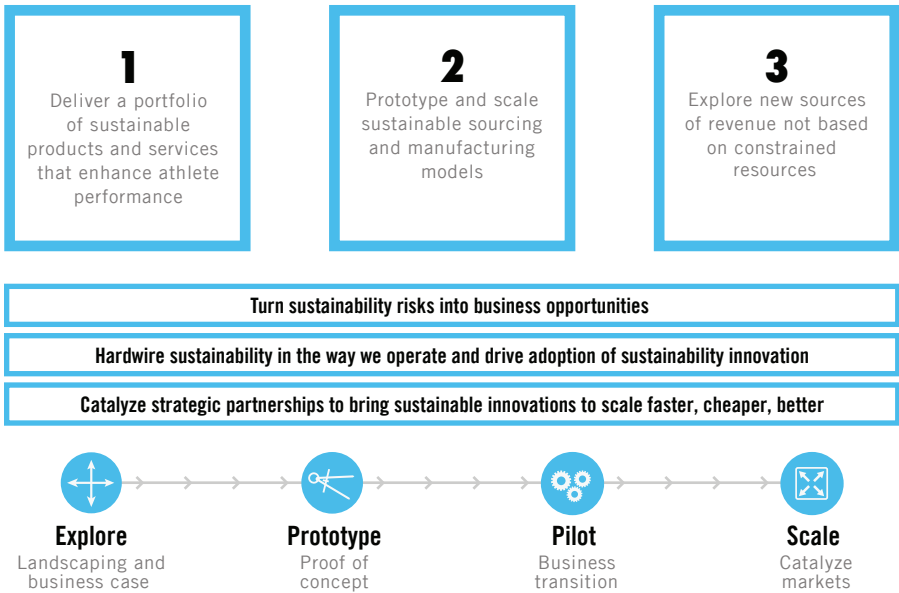 1
Deliver a portfolio
of sustainable
products and services
that enhance athlete
performance
2
Prototype and scale
sustainable sourcing
and manufacturing
models
3
Explore new sources
of revenue not based
on constrained
resources
Turn sustainability risks into business opportunities
Hardwire sustainability in the way we operate and drive adoption of sustainability innovation
Catalyze strategic partnerships to bring sustainable innovations to scale faster, cheaper, better
Explore
Landscaping and
business case
Prototype
Proof of
concept
Pilot
Business
transition
Scale
Catalyze
markets